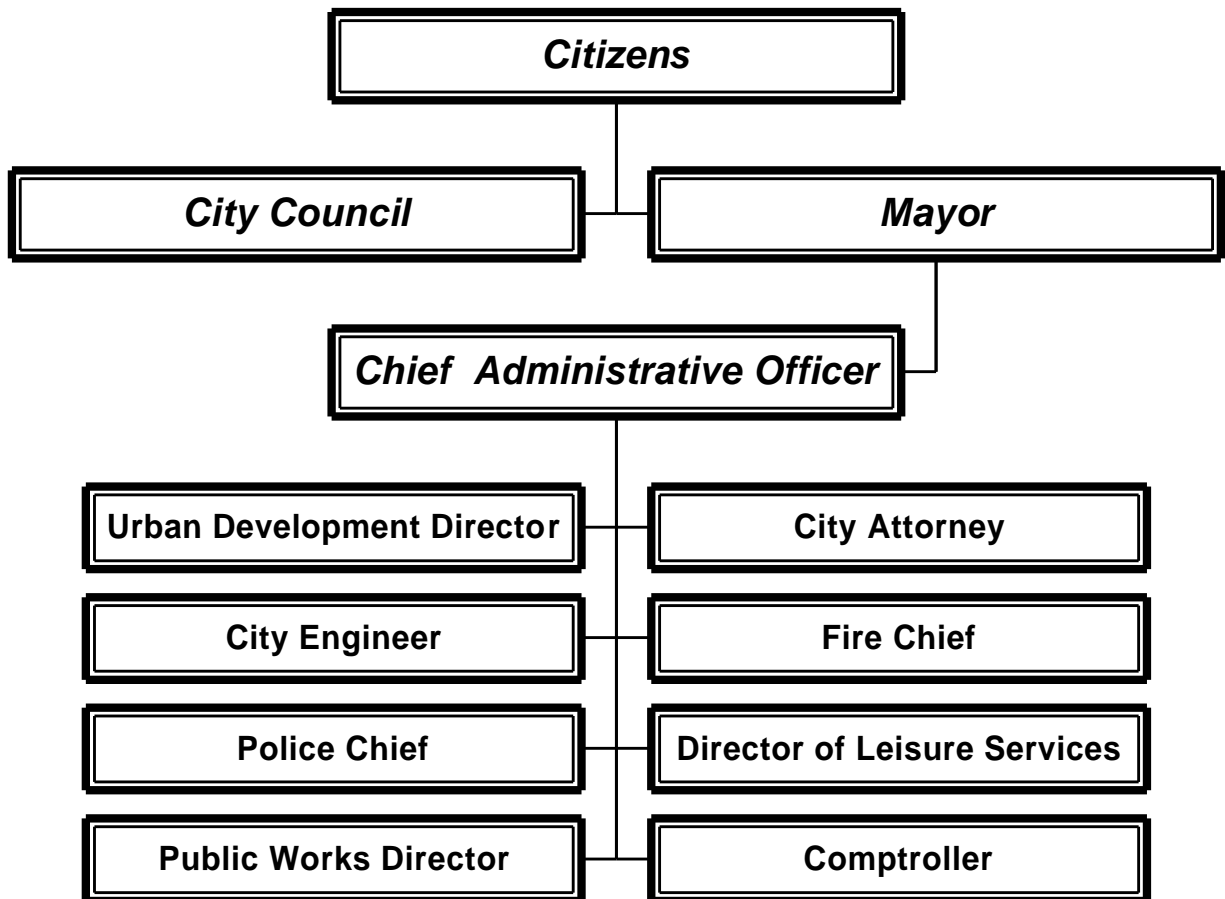 Citizens
City Council
Mayor
Chief Administrative Officer
Urban Development Director
City Attorney
City Engineer
Fire Chief
Police Chief
Director of Leisure Services
Public Works Director
Comptroller